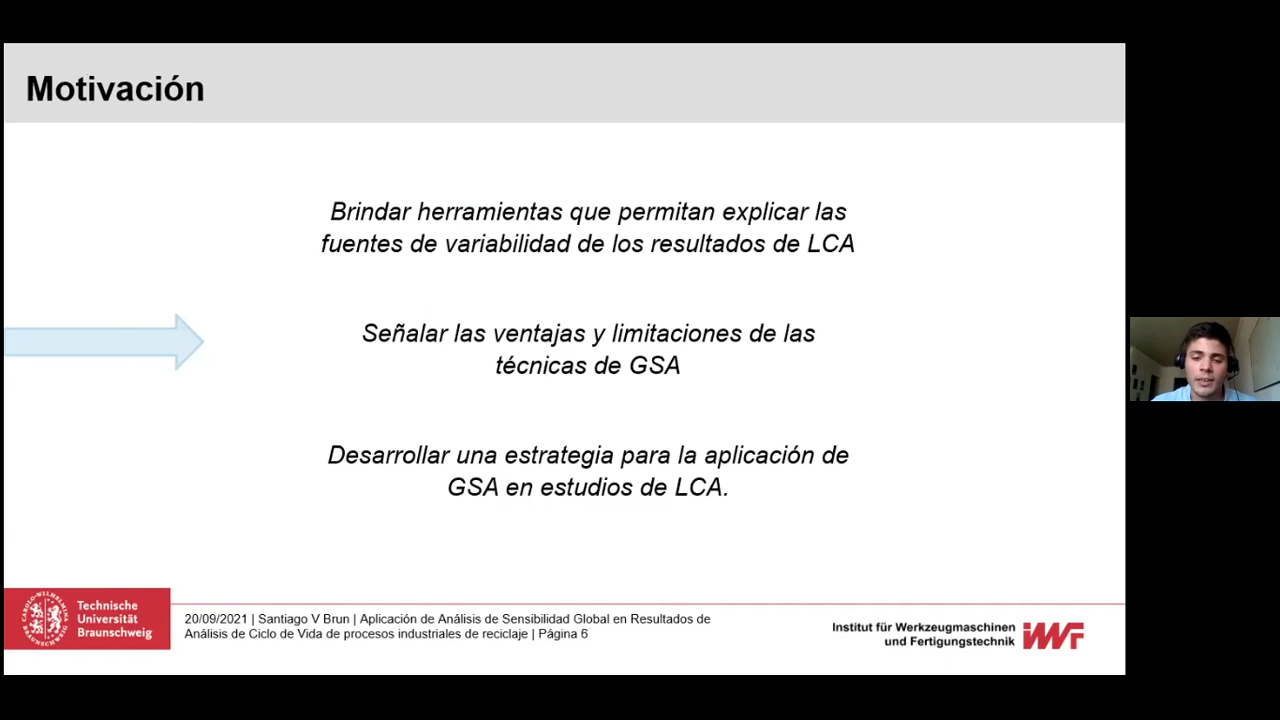 Motivación
Brindar herramientas que permitan explicar las
fuentes de variabilidad de los resultados de LCA
Señalar las ventajas y limitaciones de las
técnicas de GSA
Desarrollar una estrategia para la aplicación de
GSA en estudios de LCA.
Technische
Universität
Braunschweig
20/09/2021 | Santiago V Brun | Aplicación de Análisis de Sensibilidad Global en Resultados de
Análisis de Ciclo de Vida de procesos industriales de reciclaje | Página 6
Institut für Werkzeugmaschinen
und Fertigungstechnik
IWF